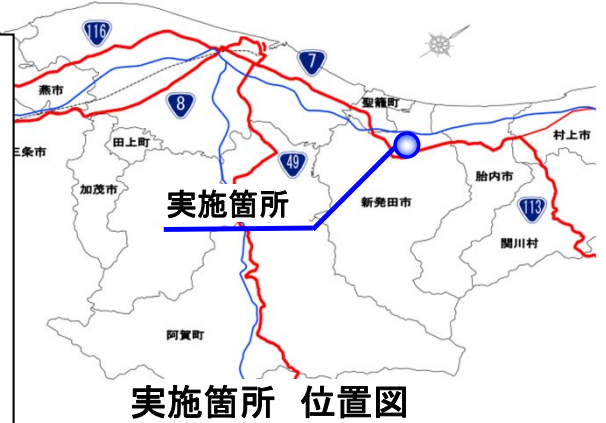 116
7
燕市
8
聖籠町
三条市
田上町
49
村上市
加茂市
胎内市
実施箇所
新発田市
113
関川村
阿賀町
実施箇所 位置図